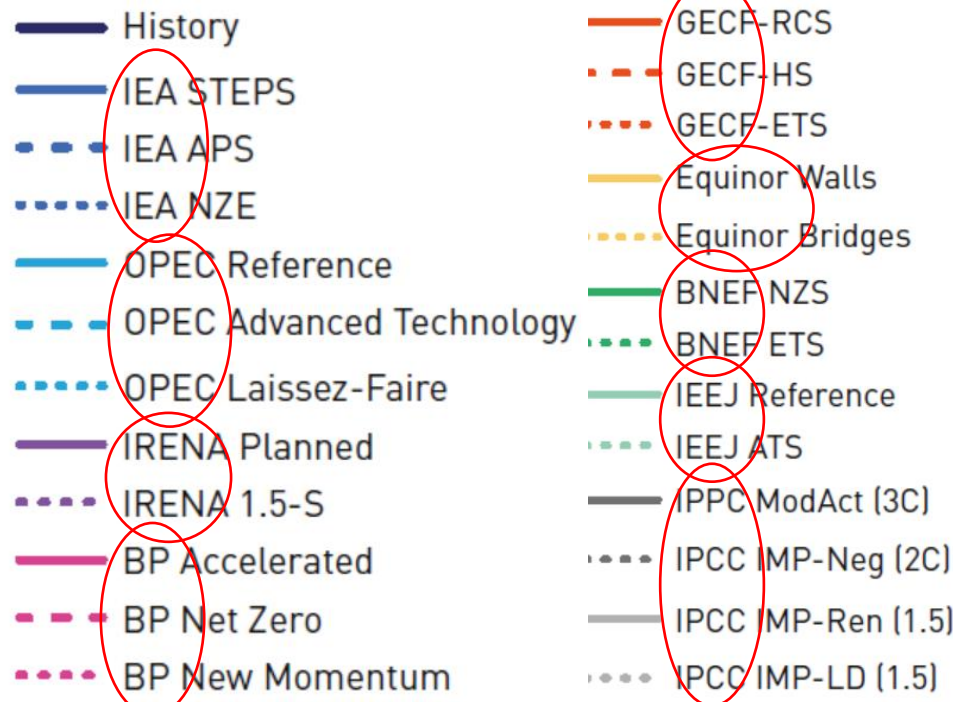 History
IEA STEPS
IEA APS
IEA NZE
OPEC Reference
OPEC Advanced Technology
OPEC Laissez-Faire
IRENA Planned
IRENA 1.5-S
BP Accelerated
BP Net Zero
BP New Momentum
GECF-RCS
GECF-HS
GECF-ETS
Equinor Walls
Equinor Bridges
BNEF NZS
BNEF ETS
IEEJ Reference
IEEJ ATS
IPPC ModAct (3C)
IPCC IMP-Neg (2C)
IPCC IMP-Ren (1.5)
IPCC IMP-LD (1.5)